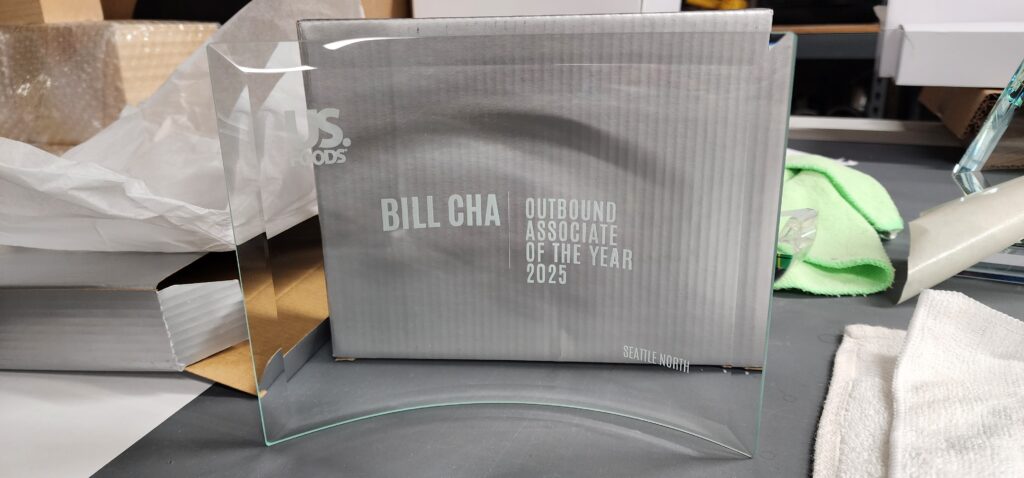 US.
FOODS
BILL CHA
OUTBOUND
ASSOCIATE
OF THE YEAR
2025
SEATTLE NORTH